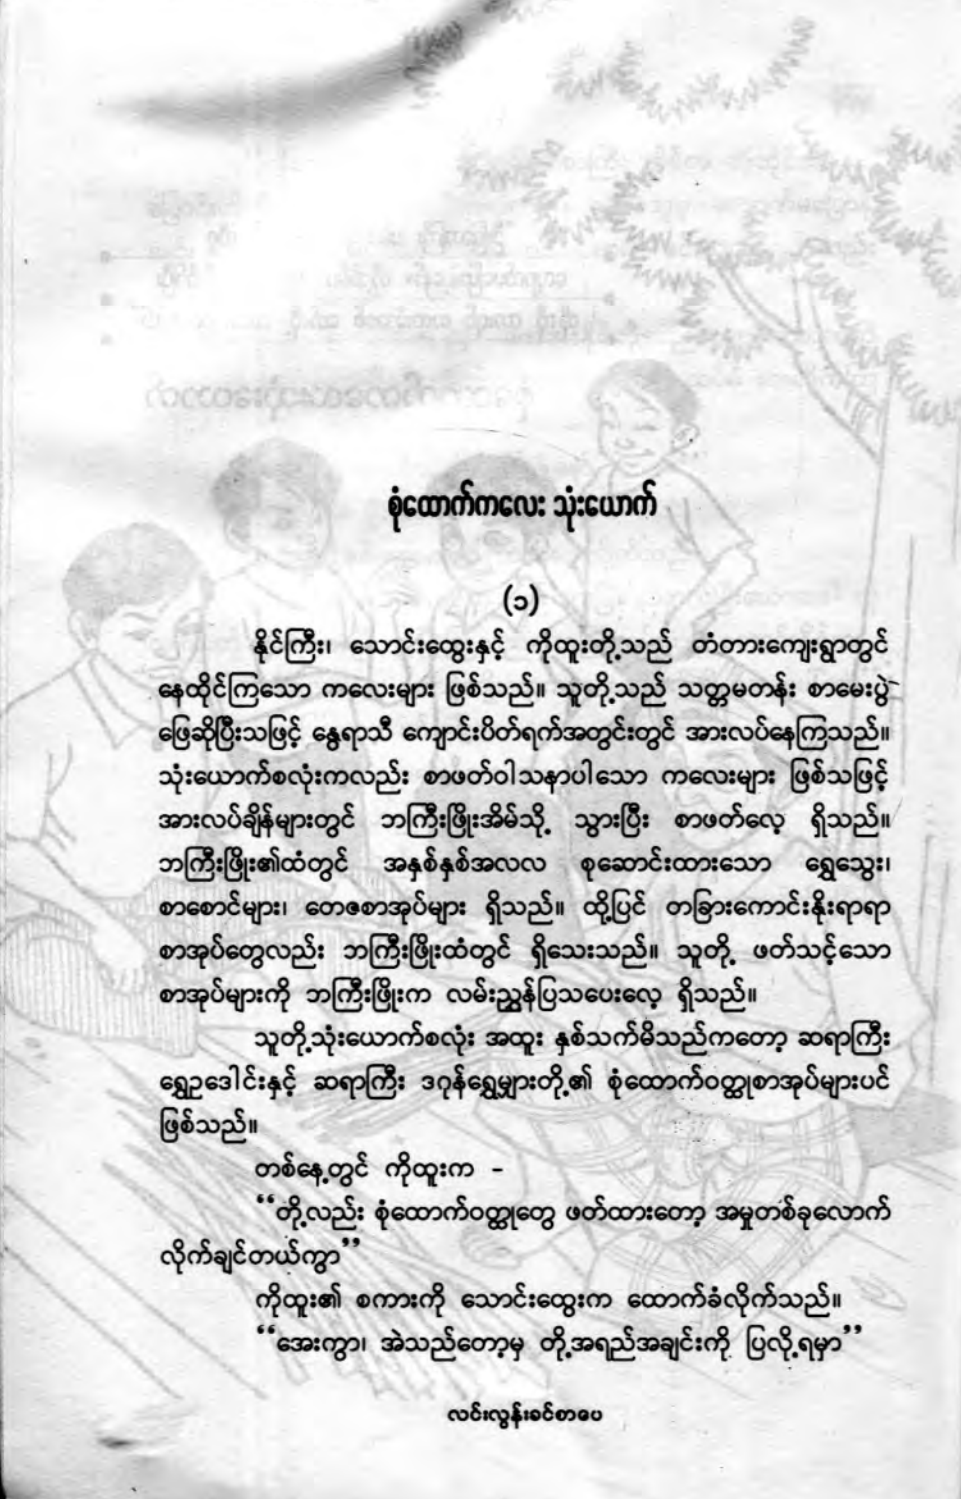 စုံထောက်ကလေး သုံးယောက်
(၁)
နိုင်ကြီး၊ သောင်းထွေးနှင့် ကိုထူးတို့သည် တံတားကျေးရွာတွင်
နေထိုင်ကြသော ကလေးများ ဖြစ်သည်။ သူတို့သည် သတ္တမတန်း စာမေးပွဲ
ဖြေဆိုပြီးသဖြင့် နွေရာသီ ကျောင်းပိတ်ရက်အတွင်းတွင် အားလပ်နေကြသည်။
သုံးယောက်စလုံးကလည်း စာဖတ်ဝါသနာပါသော ကလေးများ ဖြစ်သဖြင့်
အားလပ်ချိန်များတွင် ဘကြီးဖြိုးအိမ်သို့ သွားပြီး စာဖတ်လေ့ ရှိသည်။
ဘကြီးဖြိုး၏ထံတွင် အနှစ်နှစ်အလလ စုဆောင်းထားသော ရွှေသွေး၊
စာစောင်များ၊ တေဇစာအုပ်များ ရှိသည်။ ထို့ပြင် တခြားကောင်းနိုးရာရာ
စာအုပ်တွေလည်း ဘကြီးဖြိုးထံတွင် ရှိသေးသည်။ သူတို့ ဖတ်သင့်သော
စာအုပ်များကို ဘကြီးဖြိုးက လမ်းညွှန်ပြသပေးလေ့ ရှိသည်။
သူတို့သုံးယောက်စလုံး အထူး နှစ်သက်မိသည်ကတော့ ဆရာကြီး
ရွှေဥဒေါင်းနှင့် ဆရာကြီး ဒဂုန်ရွှေမျှားတို့၏ စုံထောက်ဝတ္ထုစာအုပ်များပင်
ဖြစ်သည်။
တစ်နေ့တွင် ကိုထူးက –
“တို့လည်း စုံထောက်ဝတ္ထုတွေ ဖတ်ထားတော့ အမှုတစ်ခုလောက်
လိုက်ချင်တယ်ကွာ”
ကိုထူး၏ စကားကို သောင်းထွေးက ထောက်ခံလိုက်သည်။
“အေးကွာ၊ အဲသည်တော့မှ တို့အရည်အချင်းကို ပြလို့ရမှာ”
လင်းလွန်းခင်စာပေ